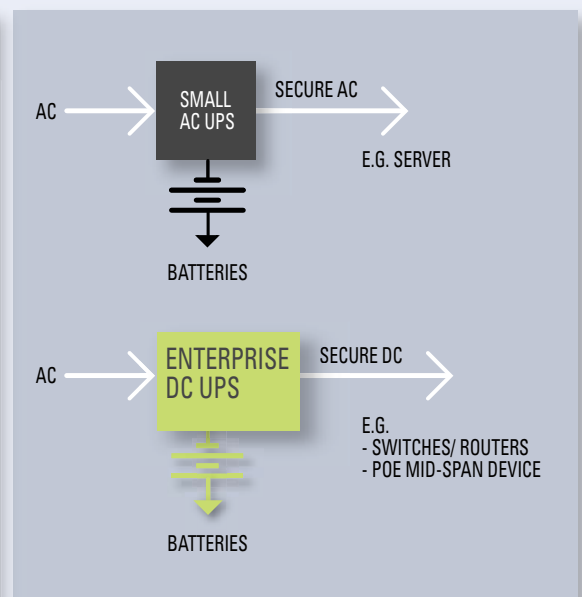 AC
SMALL
AC UPS
SECURE AC
E.G. SERVER
BATTERIES
AC
ENTERPRISE
DC UPS
SECURE DC
E.G.
- SWITCHES/ ROUTERS
- POE MID-SPAN DEVICE
BATTERIES